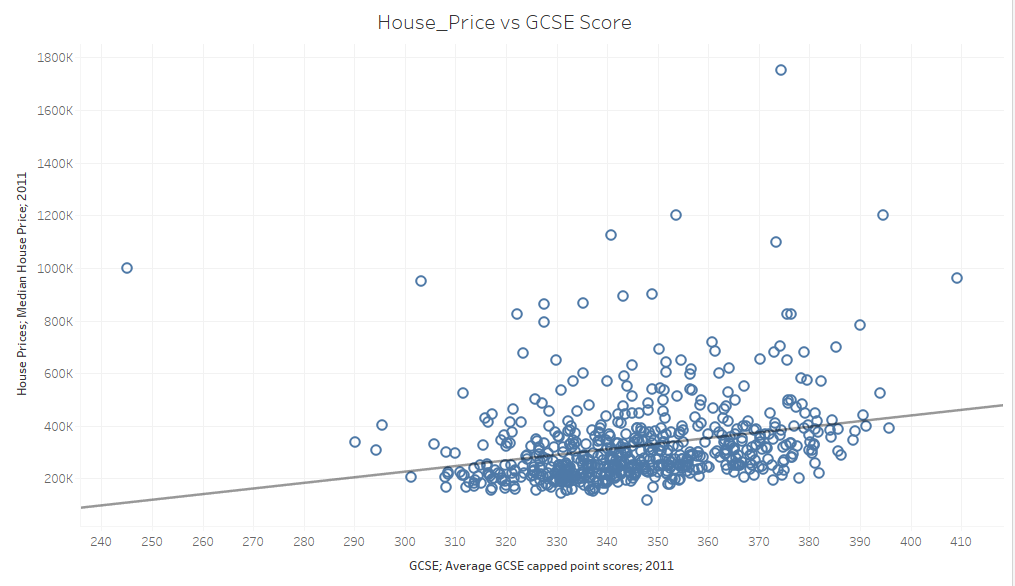 House_Price vs GCSE Score
House Prices; Median House Price; 2011
1800K
1600K
1400K
1200K
1000K
800K
600K
400K
200K
240 250 260 270 280 290 300 310 320 330 340 350 360 370 380 390 400 410
GCSE; Average GCSE capped point scores; 2011